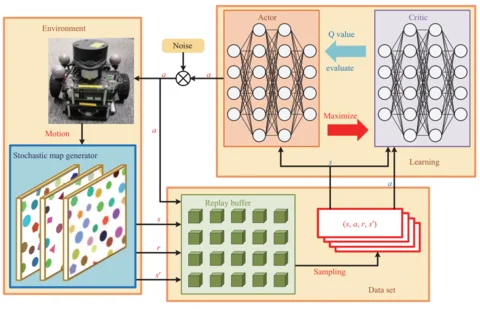 Environment
Motion
Stochastic map generator
Noise
a
a
a
Actor
Q value
evaluate
Maximize
Critic
Learning
s
a
Replay buffer
s
r
s'
(s, a, r, s')
Sampling
Data set